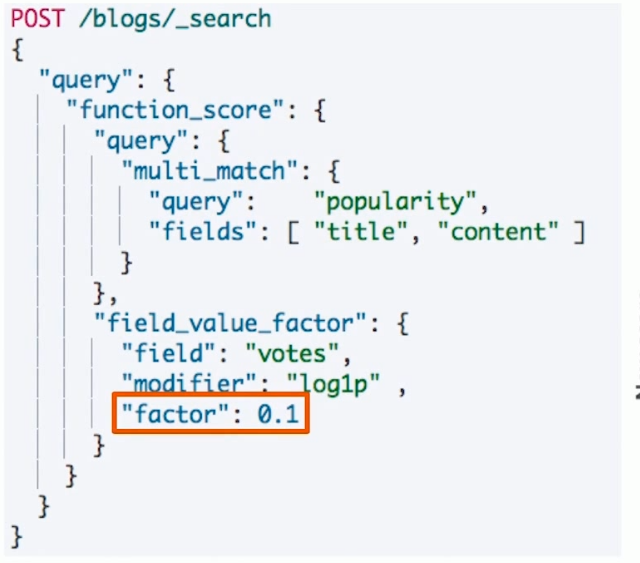 POST /blogs/_search
{
  "query": {
    "function_score": {
      "query": {
        "multi_match": {
          "query":    "popularity",
          "fields": [ "title", "content" ]
        }
      },
      "field_value_factor": {
        "field": "votes",
        "modifier": "log1p" ,
        "factor": 0.1
      }
    }
  }
}